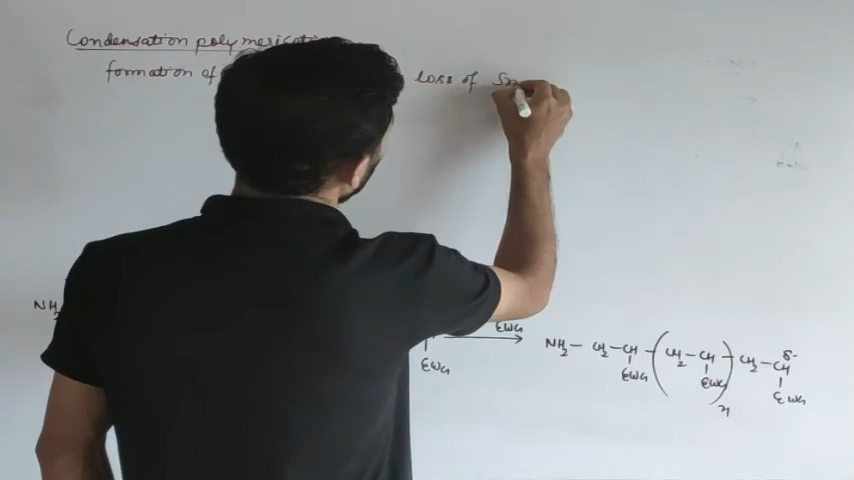 Condensation polymerisati
formation of loss of Sm
NH2
EWG
EWG
NH2 - CH2 - CH - ( CH2 - CH ) - CH2 - CH δ-
EWG EWG EWG
n